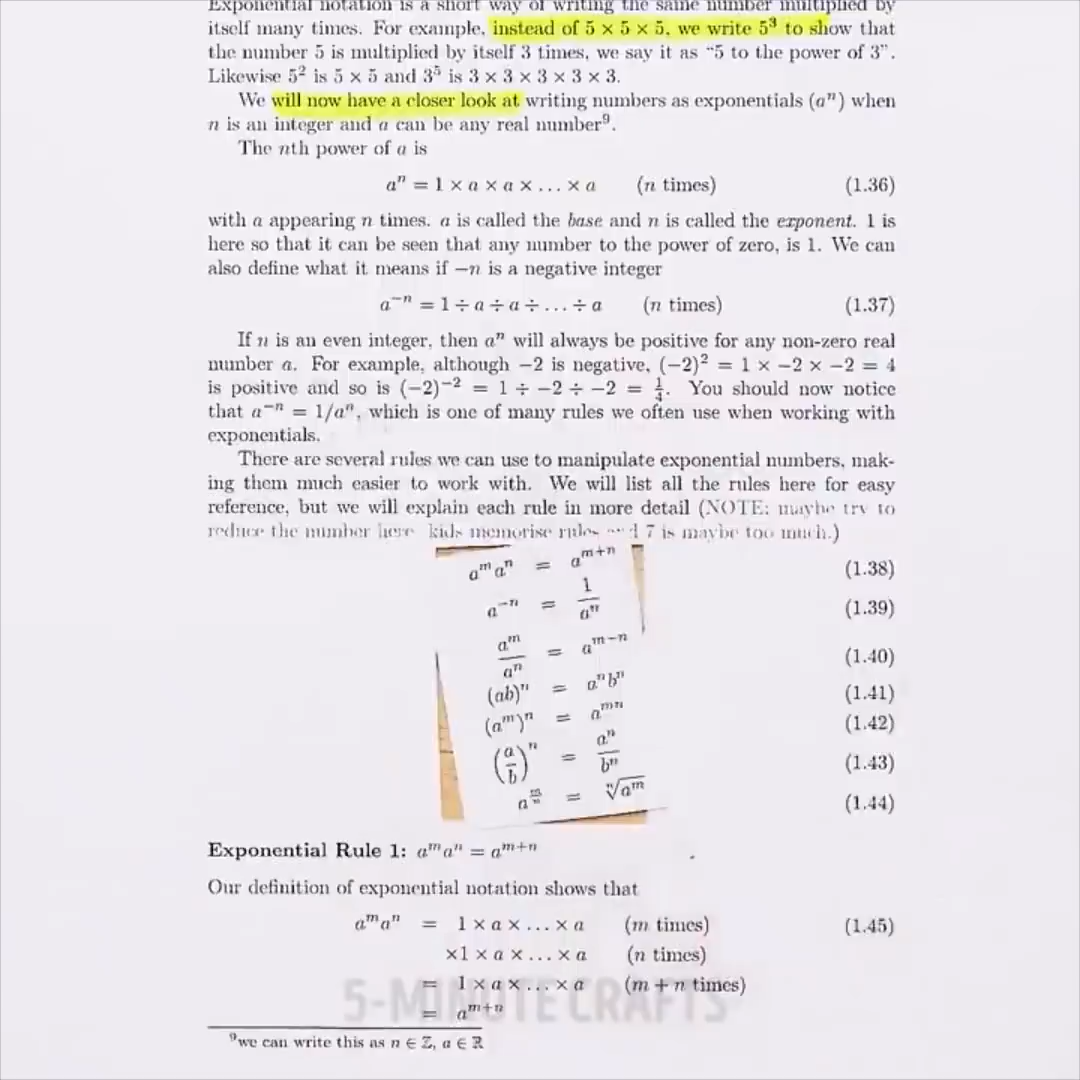 Exponential notation is a short way of writing the same number multiplied by
itself many times. For example, instead of 5 × 5 × 5, we write 5³ to show that
the number 5 is multiplied by itself 3 times, we say it as “5 to the power of 3”.
Likewise 5² is 5 × 5 and 3⁵ is 3 × 3 × 3 × 3 × 3.
We will now have a closer look at writing numbers as exponentials (aⁿ) when
n is an integer and a can be any real number⁹.
The nth power of a is
aⁿ = 1 × a × a × … × a (n times) (1.36)
with a appearing n times. a is called the base and n is called the exponent. 1 is
here so that it can be seen that any number to the power of zero, is 1. We can
also define what it means if −n is a negative integer
a⁻ⁿ = 1 ÷ a ÷ a ÷ … ÷ a (n times) (1.37)
If n is an even integer, then aⁿ will always be positive for any non-zero real
number a. For example, although −2 is negative, (−2)² = 1 × −2 × −2 = 4
is positive and so is (−2)⁻² = 1 ÷ −2 ÷ −2 = 1/4. You should now notice
that a⁻ⁿ = 1/aⁿ, which is one of many rules we often use when working with
exponentials.
There are several rules we can use to manipulate exponential numbers, mak-
ing them much easier to work with. We will list all the rules here for easy
reference, but we will explain each rule in more detail (NOTE: maybe try to
reduce the number here kids memorise rules 7 is maybe too much.)
aᵐaⁿ = aᵐ⁺ⁿ (1.38)
a⁻ⁿ = 1/aⁿ (1.39)
aᵐ/aⁿ = aᵐ⁻ⁿ (1.40)
(ab)ⁿ = aⁿbⁿ (1.41)
(aᵐ)ⁿ = aᵐⁿ (1.42)
(a/b)ⁿ = aⁿ/bⁿ (1.43)
a^(m/n) = ⁿ√aᵐ (1.44)
Exponential Rule 1: aᵐaⁿ = aᵐ⁺ⁿ
Our definition of exponential notation shows that
aᵐaⁿ = 1 × a × … × a (m times) (1.45)
×1 × a × … × a (n times)
= 1 × a × … × a (m + n times)
= aᵐ⁺ⁿ
5-MINUTE CRAFTS
⁹we can write this as n ∈ ℤ, a ∈ ℝ